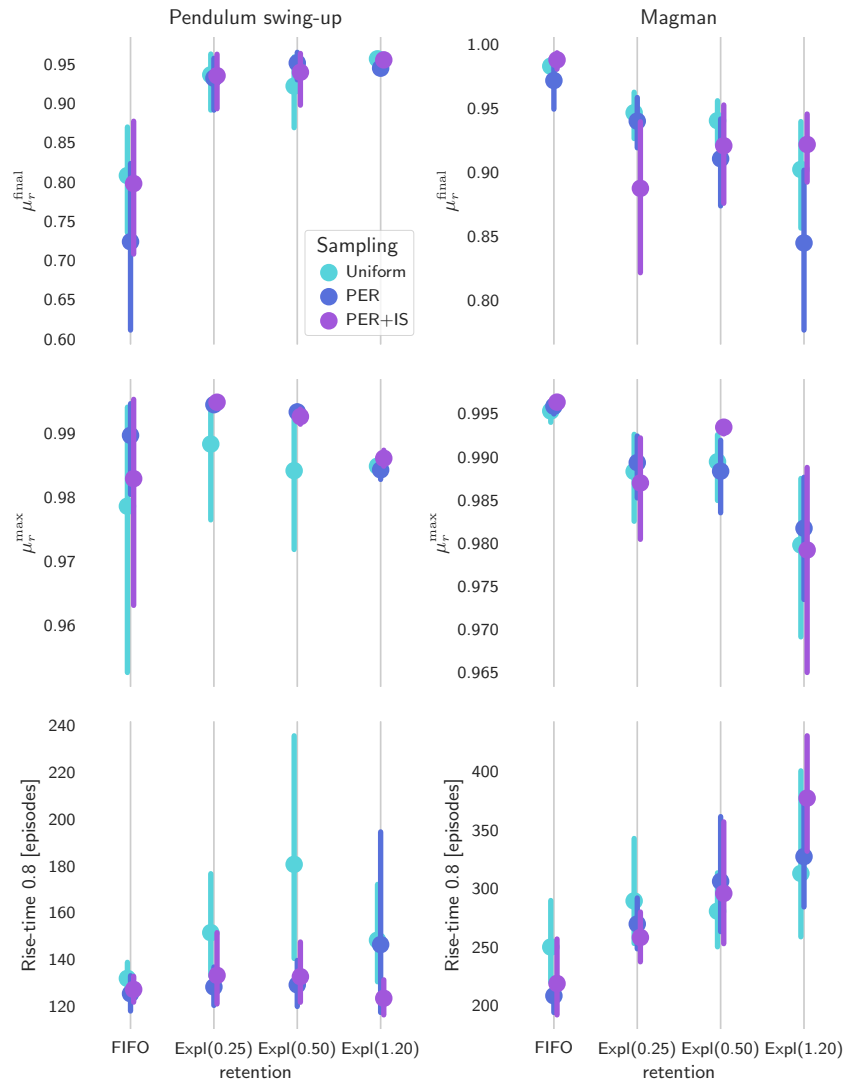 Pendulum swing-up
Magman
μ_r^final
0.95
0.90
0.85
0.80
0.75
0.70
0.65
0.60
Sampling
Uniform
PER
PER+IS
μ_r^final
1.00
0.95
0.90
0.85
0.80
μ_r^max
0.99
0.98
0.97
0.96
μ_r^max
0.995
0.990
0.985
0.980
0.975
0.970
0.965
Rise-time 0.8 [episodes]
240
220
200
180
160
140
120
FIFO Expl(0.25) Expl(0.50) Expl(1.20)
retention
Rise-time 0.8 [episodes]
400
350
300
250
200
FIFO Expl(0.25) Expl(0.50) Expl(1.20)
retention